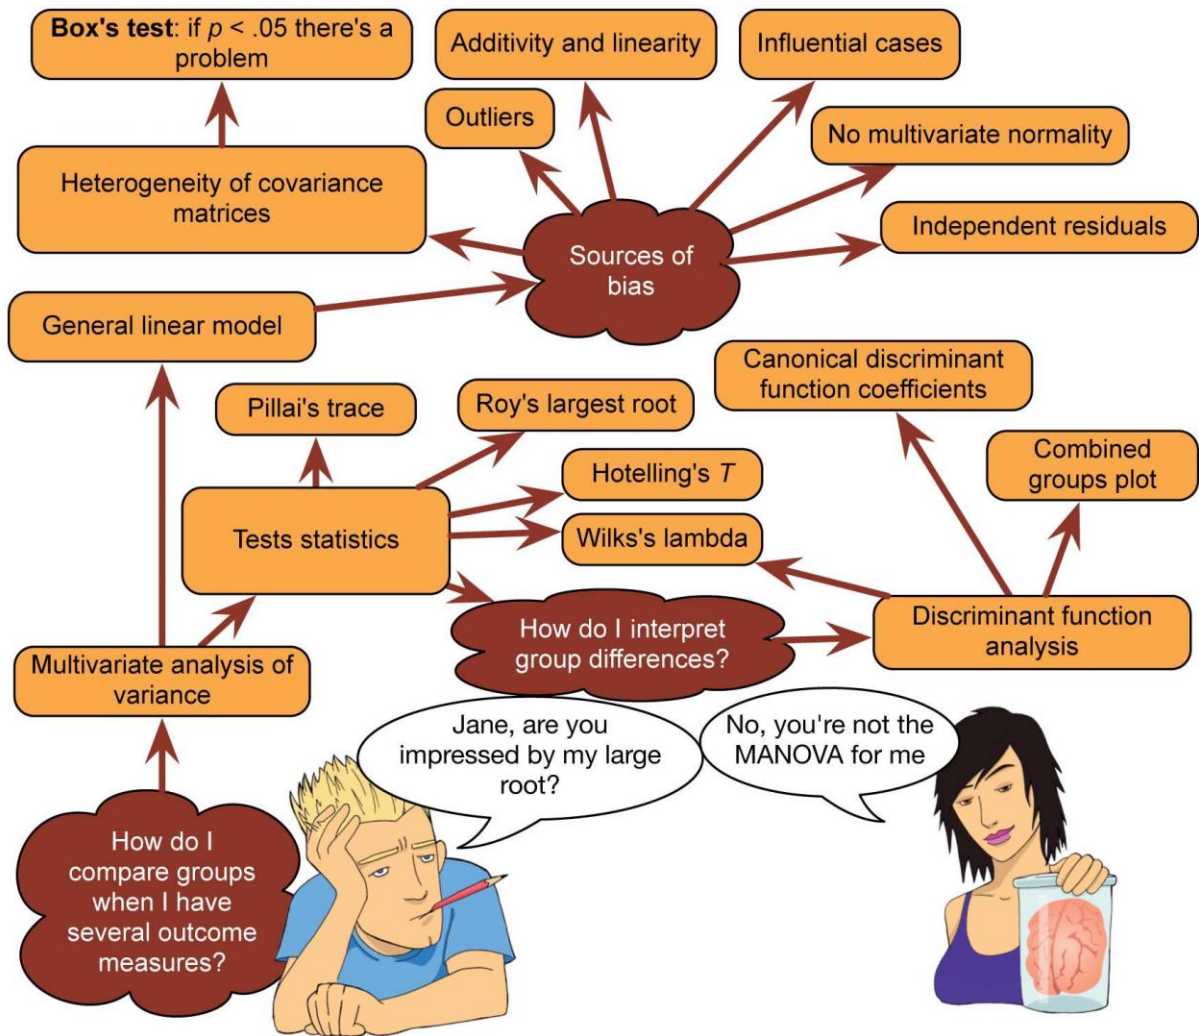 Box's test: if p < .05 there's a
problem
Additivity and linearity
Influential cases
Outliers
No multivariate normality
Heterogeneity of covariance
matrices
Independent residuals
Sources of
bias
General linear model
Canonical discriminant
function coefficients
Pillai's trace
Roy's largest root
Combined
groups plot
Hotelling's T
Tests statistics
Wilks's lambda
How do I interpret
group differences?
Discriminant function
analysis
Multivariate analysis of
variance
Jane, are you
impressed by my large
root?
No, you're not the
MANOVA for me
How do I
compare groups
when I have
several outcome
measures?